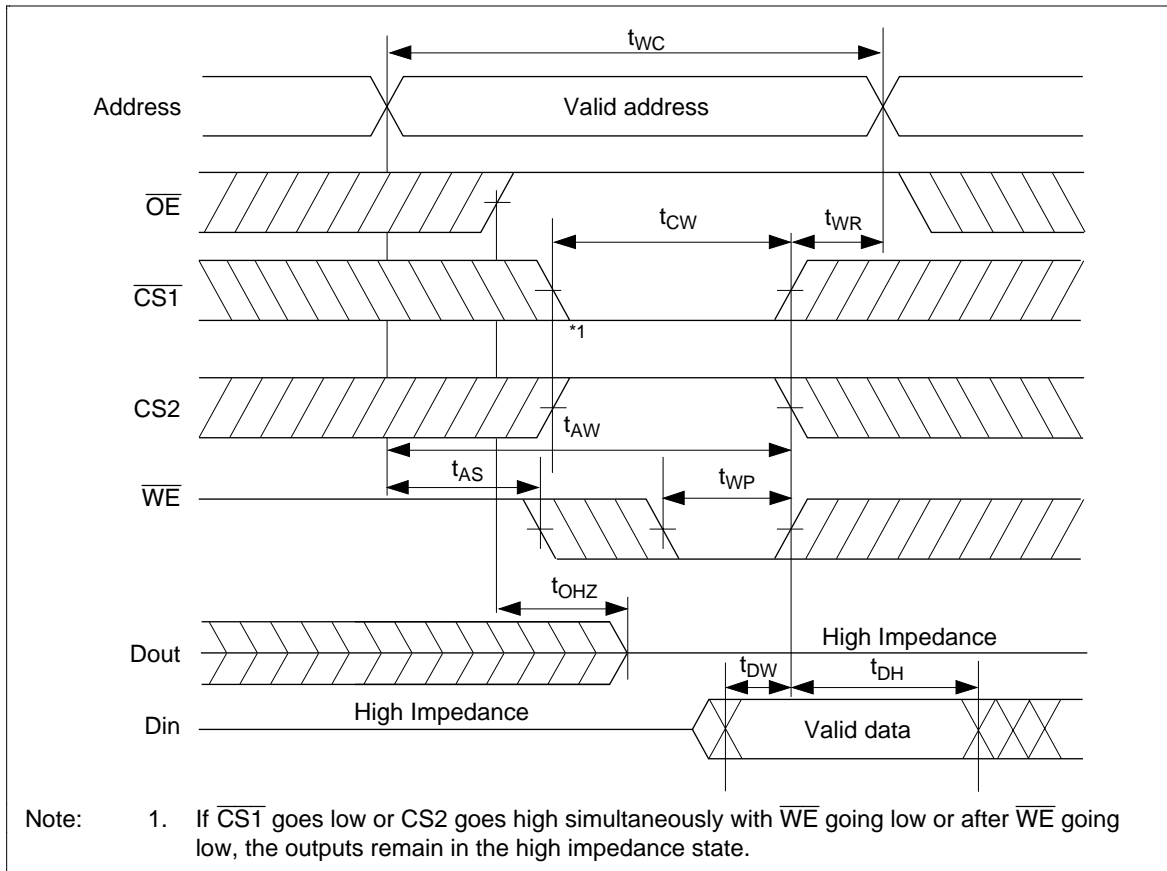 tWC
Address
Valid address
OE
tCW
tWR
CS1
*1
CS2
tAW
tAS
tWP
WE
tOHZ
High Impedance
Dout
tDW
tDH
High Impedance
Din
Valid data
Note: 1. If CS1 goes low or CS2 goes high simultaneously with WE going low or after WE going
low, the outputs remain in the high impedance state.